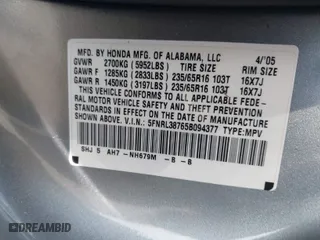 MFD. BY HONDA MFG. OF ALABAMA, LLC 4/'05
GVWR 2700KG (5952LBS) TIRE SIZE RIM SIZE
GAWR F 1285KG (2833LBS) 235/65R16 103T 16X7J
GAWR R 1450KG (3197LBS) 235/65R16 103T 16X7J
THIS VEHICLE CONFORMS TO ALL APPLICABLE FEDE-
RAL MOTOR VEHICLE SAFETY STANDARDS IN EFFECT
ON THE DATE OF MANUFACTURE SHOWN
ABOVE. V.I.N.: 5FNRL38765B094377 TYPE:MPV
SHJ 5 AH7 -NH679M -B -B
DREAMBID